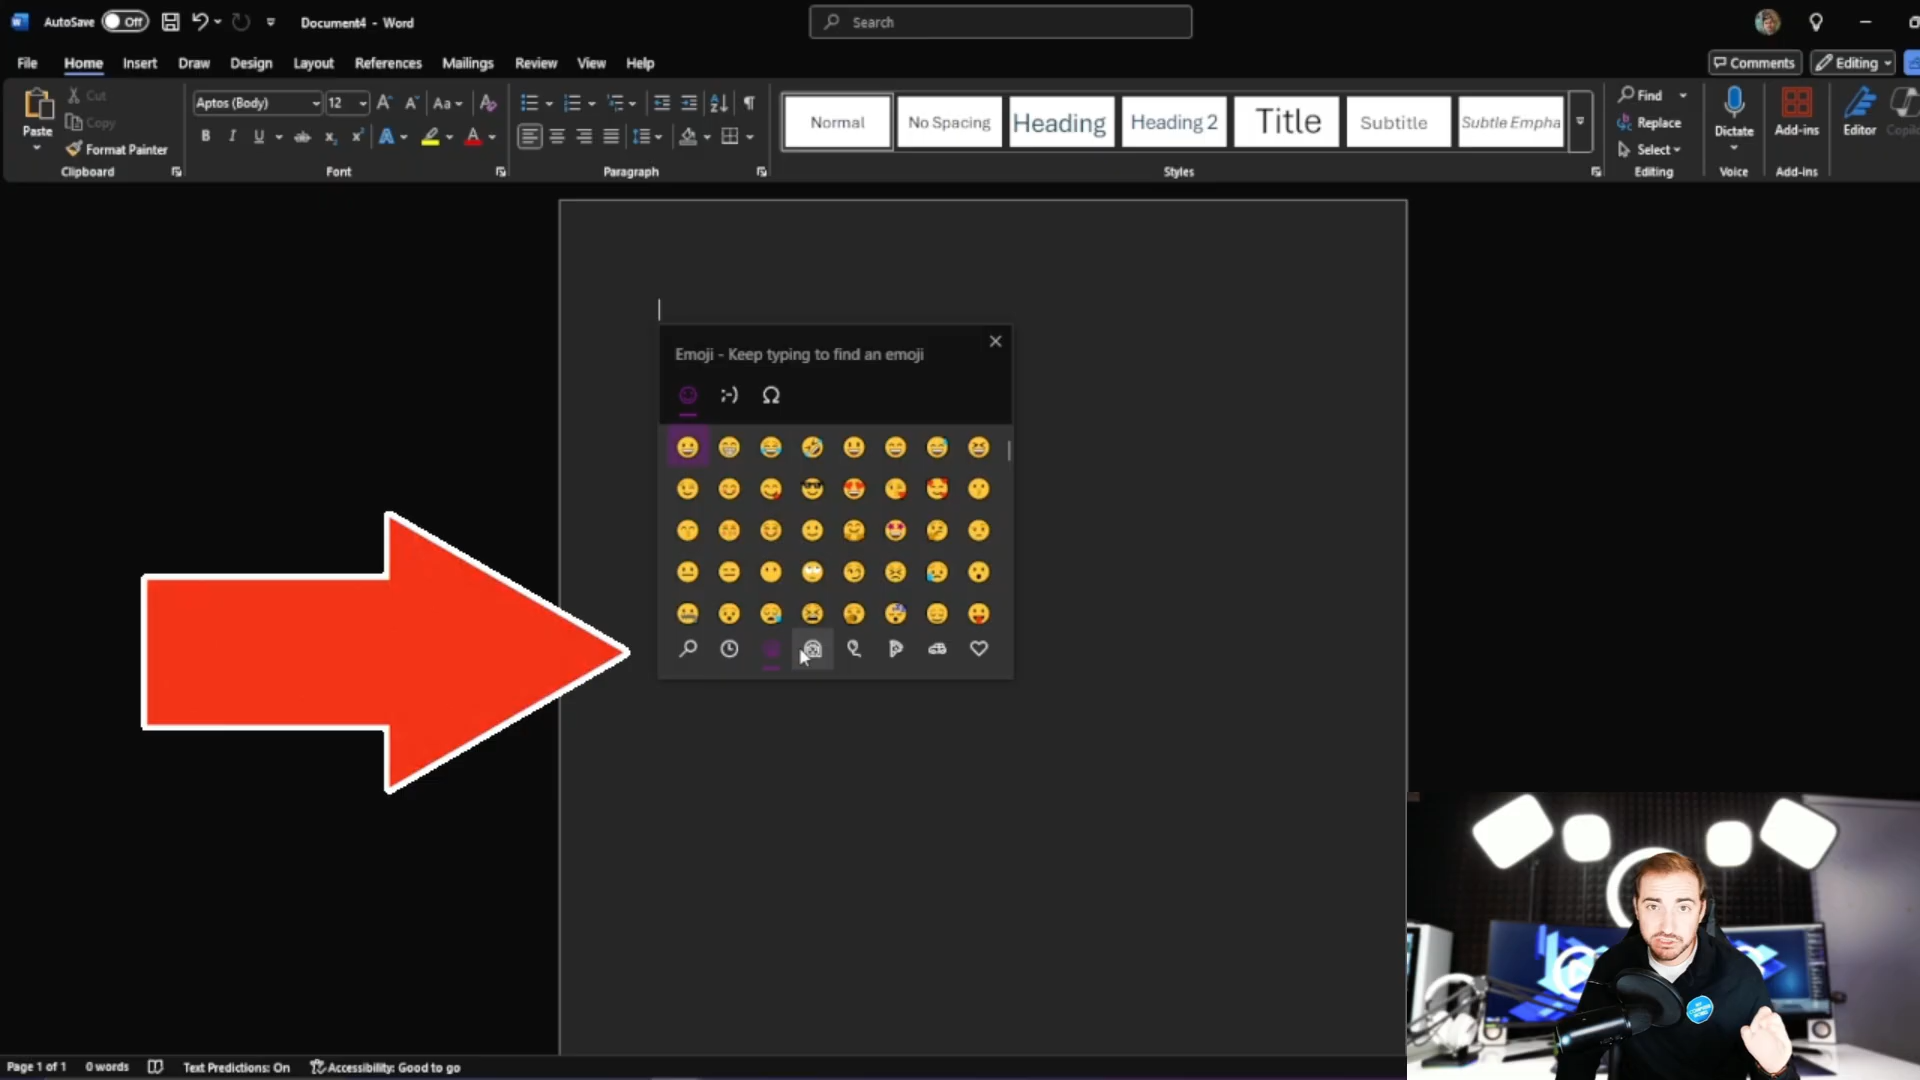 AutoSave Off Document4 - Word Search
File Home Insert Draw Design Layout References Mailings Review View Help Comments Editing
Paste Cut Copy Format Painter Clipboard
Aptos (Body) 12 Aa Font
Paragraph
Normal No Spacing Heading Heading 2 Title Subtitle Subtle Empha Styles
Find Replace Select Editing
Dictate Voice
Add-ins Add-ins
Editor
Emoji - Keep typing to find an emoji
;-) Ω
Page 1 of 1 0 words Text Predictions: On Accessibility: Good to go